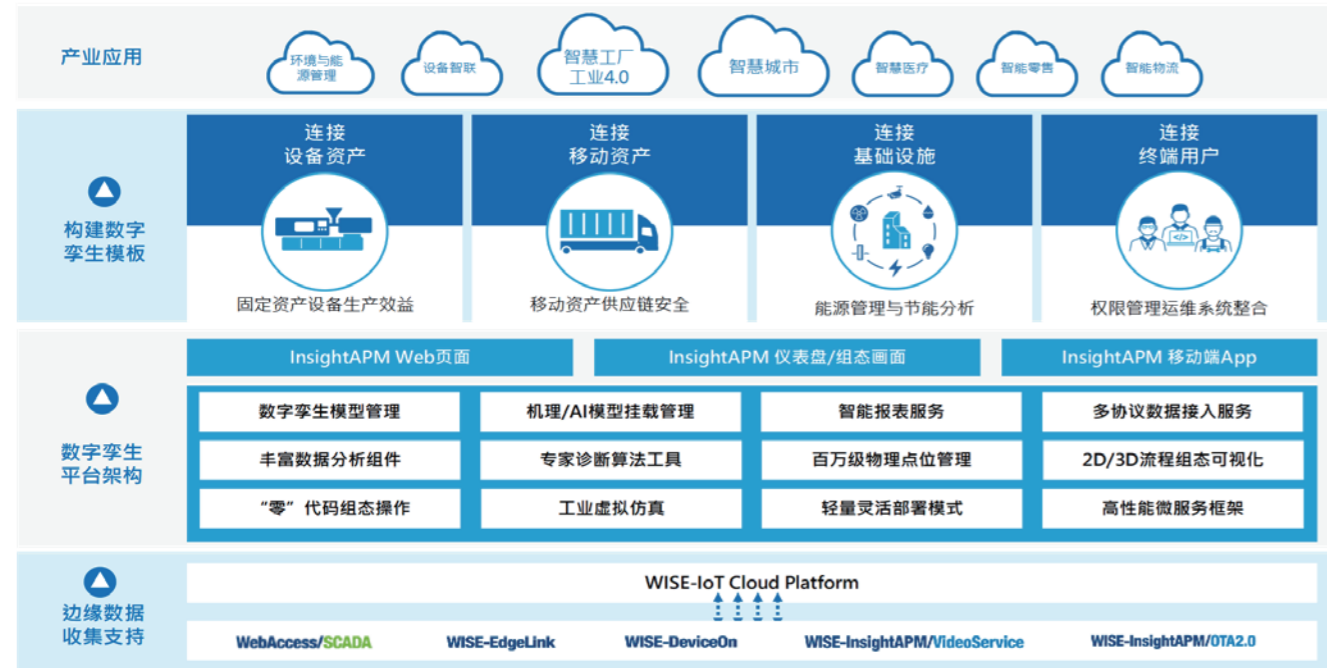 产业应用
环境与能
源管理
设备智联
智慧工厂
工业4.0
智慧城市
智慧医疗
智能零售
智能物流
构建数字
孪生模板
连接
设备资产
固定资产设备生产效益
连接
移动资产
移动资产供应链安全
连接
基础设施
能源管理与节能分析
连接
终端用户
权限管理运维系统整合
数字孪生
平台架构
InsightAPM Web页面
InsightAPM 仪表盘/组态画面
InsightAPM 移动端App
数字孪生模型管理
机理/AI模型挂载管理
智能报表服务
多协议数据接入服务
丰富数据分析组件
专家诊断算法工具
百万级物理点位管理
2D/3D流程组态可视化
“零”代码组态操作
工业虚拟仿真
轻量灵活部署模式
高性能微服务框架
边缘数据
收集支持
WISE-IoT Cloud Platform
WebAccess/SCADA
WISE-EdgeLink
WISE-DeviceOn
WISE-InsightAPM/VideoService
WISE-InsightAPM/OTA2.0